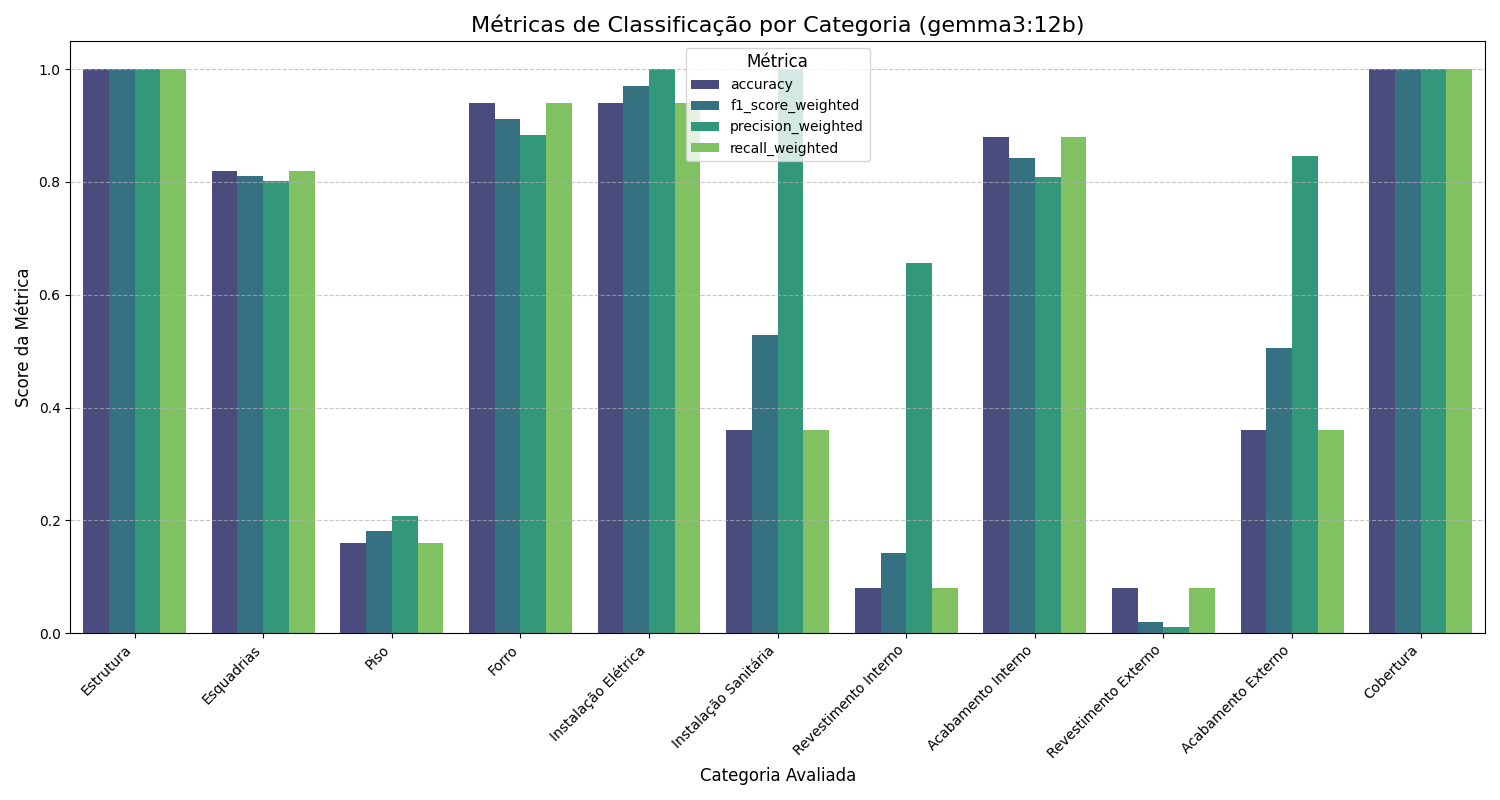 Métricas de Classificação por Categoria (gemma3:12b)
Métrica
accuracy
f1_score_weighted
precision_weighted
recall_weighted
Score da Métrica
1.0
0.8
0.6
0.4
0.2
0.0
Estrutura
Esquadrias
Piso
Forro
Instalação Elétrica
Instalação Sanitária
Revestimento Interno
Acabamento Interno
Revestimento Externo
Acabamento Externo
Cobertura
Categoria Avaliada